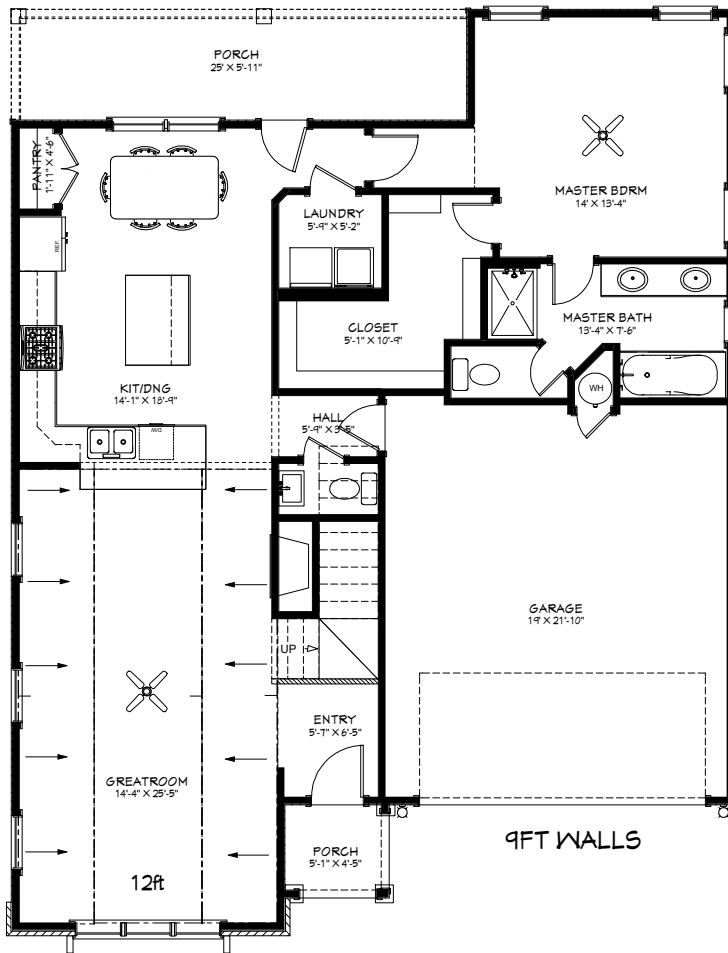 PORCH
25' X 5'-11"
PANTRY
1'-11" X 4'-6"
MASTER BDRM
14' X 13'-4"
LAUNDRY
5'-9" X 5'-2"
REF.
CLOSET
5'-1" X 10'-9"
MASTER BATH
13'-4" X 7'-6"
KIT/DNG
14'-1" X 18'-9"
WH
HALL
5'-9" X 3'-5"
DW
GARAGE
19' X 21'-10"
UP
ENTRY
5'-7" X 6'-5"
GREATROOM
14'-4" X 25'-5"
PORCH
5'-1" X 4'-5"
9FT WALLS
12ft